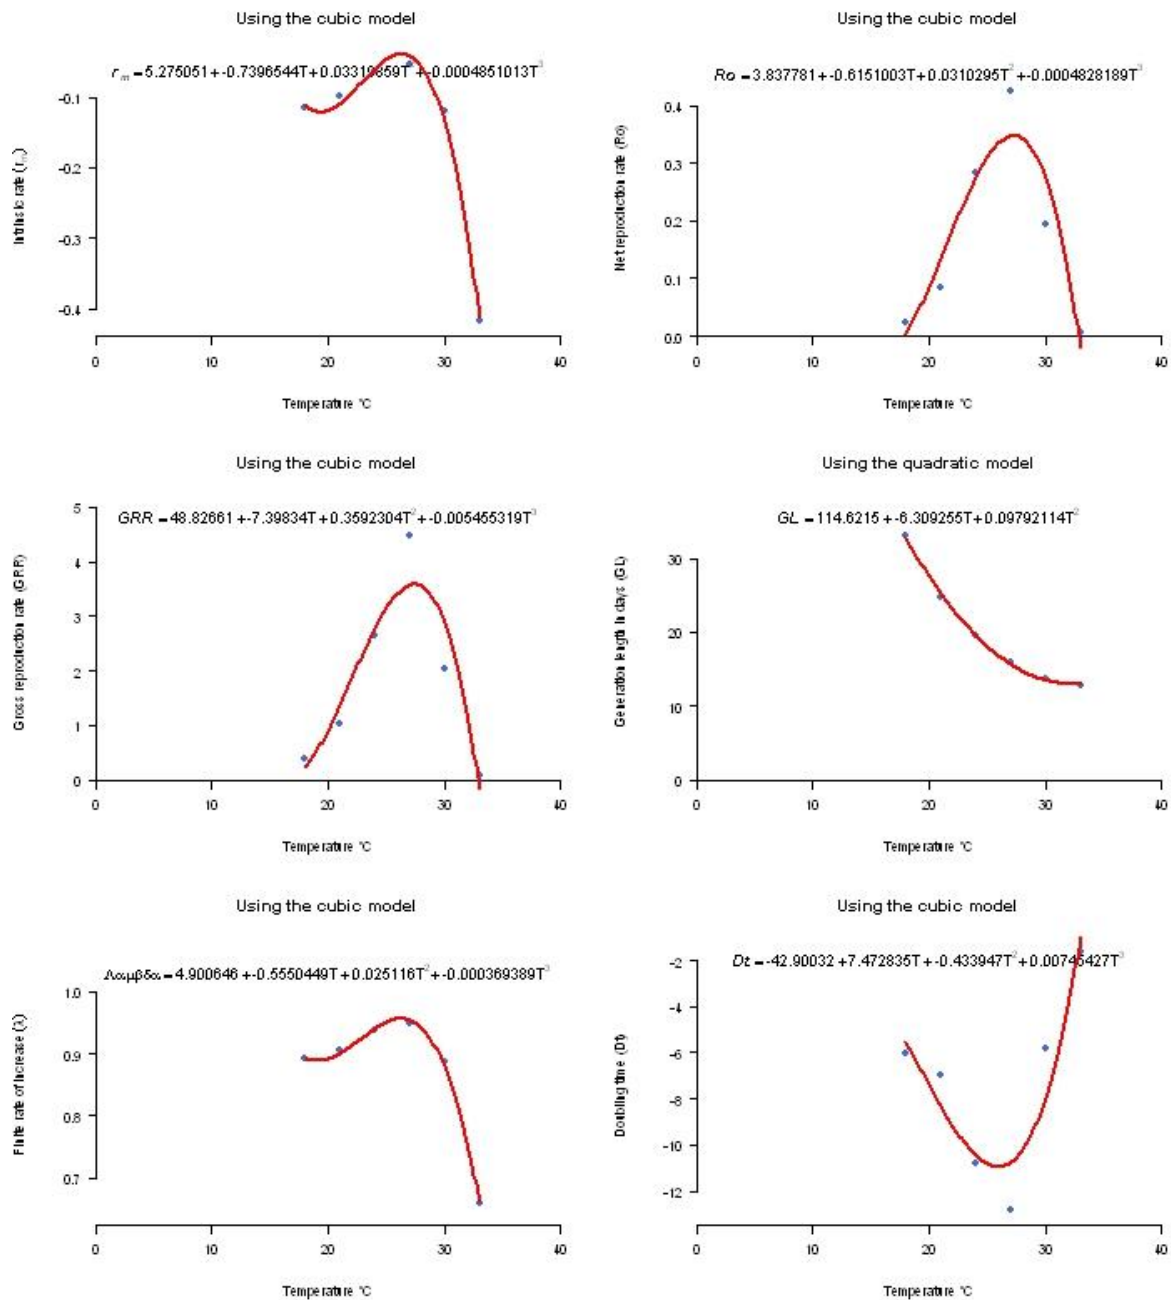 Using the cubic model
r_m = 5.275051 + -0.7396544T + 0.03319859T² + -0.0004851013T³
Intrinsic rate (r_m)
-0.1
-0.2
-0.3
-0.4
0 10 20 30 40
Temperature °C
Using the cubic model
Ro = 3.837781 + -0.6151003T + 0.0310295T² + -0.0004828189T³
Net reproduction rate (Ro)
0.4
0.3
0.2
0.1
0.0
0 10 20 30 40
Temperature °C
Using the cubic model
GRR = 48.82661 + -7.39834T + 0.3592304T² + -0.005455319T³
Gross reproduction rate (GRR)
5
4
3
2
1
0
0 10 20 30 40
Temperature °C
Using the quadratic model
GL = 114.6215 + -6.309255T + 0.09792114T²
Generation length in days (GL)
30
20
10
0
0 10 20 30 40
Temperature °C
Using the cubic model
Λαμβδα = 4.900646 + -0.5550449T + 0.025116T² + -0.000369389T³
Finite rate of increase (λ)
1.0
0.9
0.8
0.7
0 10 20 30 40
Temperature °C
Using the cubic model
Dt = -42.90032 + 7.472835T + -0.433947T² +
Doubling time (Dt)
-2
-4
-6
-8
-10
-12
0 10 20 30 40
Temperature °C